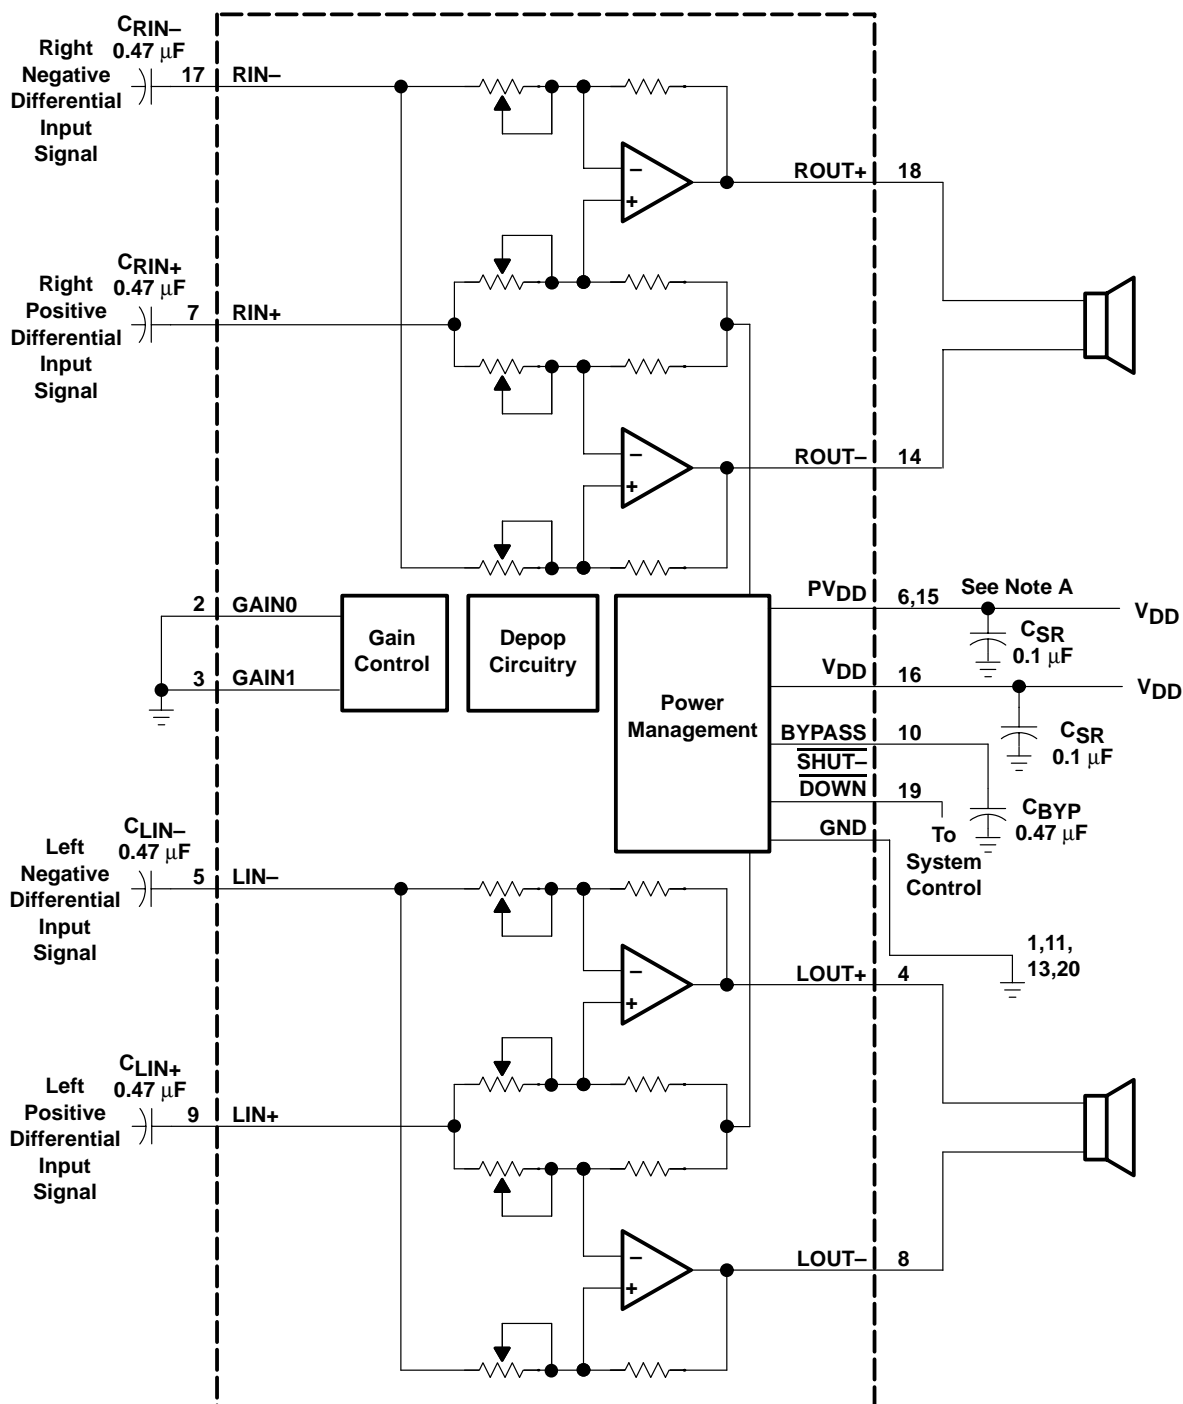 CRIN–
0.47 μF
Right
Negative
Differential
Input
Signal
17
RIN–
–
+
ROUT+
18
CRIN+
0.47 μF
Right
Positive
Differential
Input
Signal
7
RIN+
–
+
ROUT–
14
2
GAIN0
3
GAIN1
Gain
Control
Depop
Circuitry
Power
Management
PVDD
6,15
See Note A
VDD
CSR
0.1 μF
VDD
16
VDD
CSR
0.1 μF
BYPASS
10
SHUT–
DOWN
19
CBYP
0.47 μF
GND
To
System
Control
1,11,
13,20
CLIN–
0.47 μF
Left
Negative
Differential
Input
Signal
5
LIN–
–
+
LOUT+
4
CLIN+
0.47 μF
Left
Positive
Differential
Input
Signal
9
LIN+
–
+
LOUT–
8